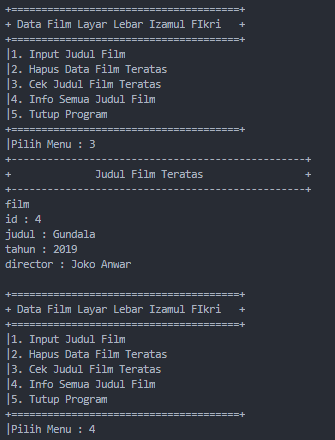 +======================================+
+ Data Film Layar Lebar Izamul FIkri   +
+======================================+
|1. Input Judul Film
|2. Hapus Data Film Teratas
|3. Cek Judul Film Teratas
|4. Info Semua Judul Film
|5. Tutup Program
+======================================+
|Pilih Menu : 3
+-------------------------------------------------+
+              Judul Film Teratas                 +
+-------------------------------------------------+
film
id : 4
judul : Gundala
tahun : 2019
director : Joko Anwar
+======================================+
+ Data Film Layar Lebar Izamul FIkri   +
+======================================+
|1. Input Judul Film
|2. Hapus Data Film Teratas
|3. Cek Judul Film Teratas
|4. Info Semua Judul Film
|5. Tutup Program
+======================================+
|Pilih Menu : 4